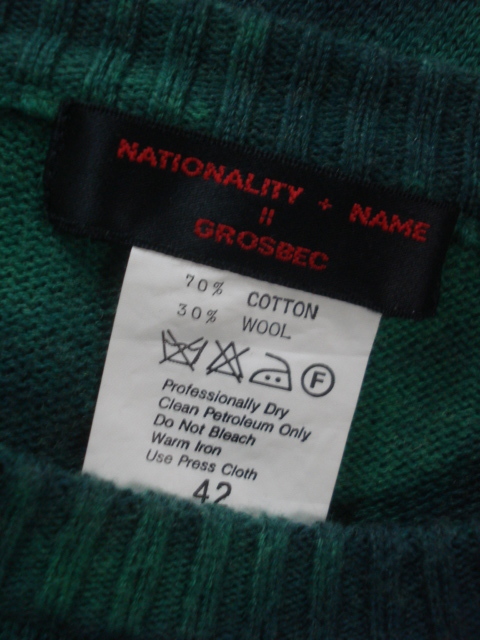 NATIONALITY + NAME
=
GROSBEC
70% COTTON
30% WOOL
F
Professionally Dry
Clean Petroleum Only
Do Not Bleach
Warm Iron
Use Press Cloth
42